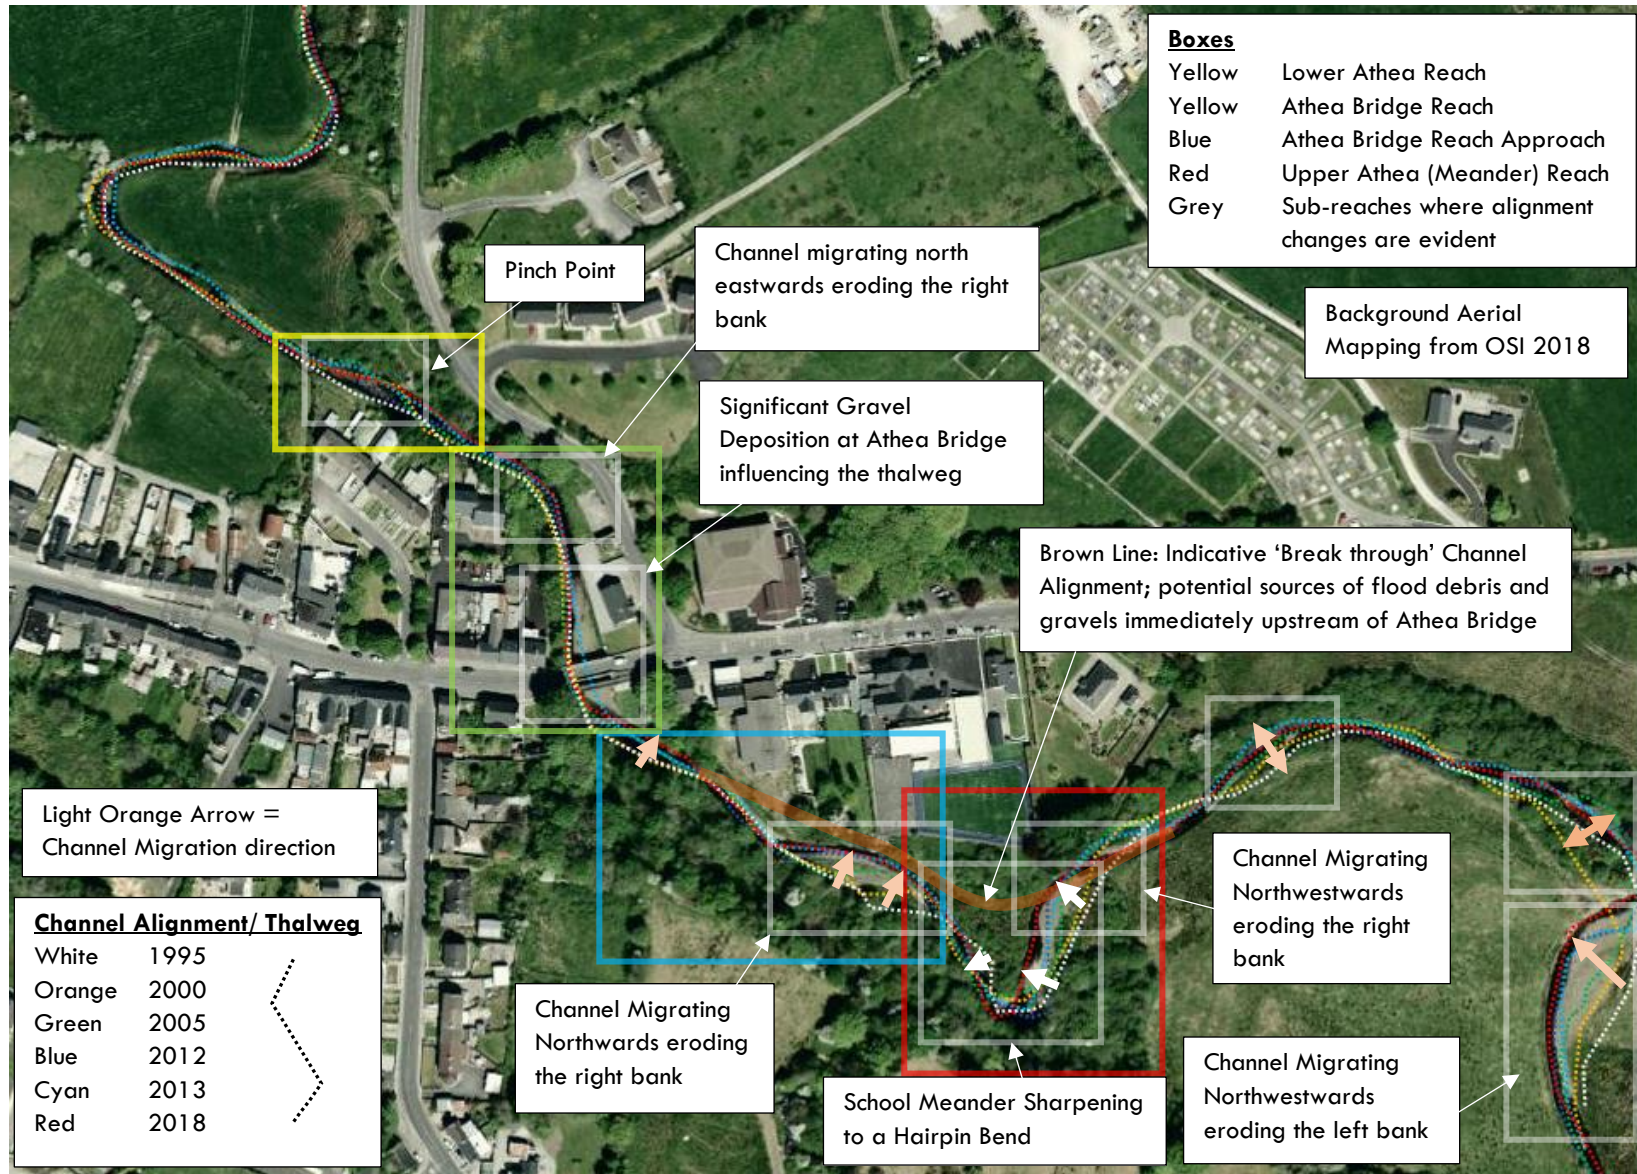 Boxes
Yellow Lower Athea Reach
Yellow Athea Bridge Reach
Blue Athea Bridge Reach Approach
Red Upper Athea (Meander) Reach
Grey Sub-reaches where alignment
changes are evident
Pinch Point
Channel migrating north
eastwards eroding the right
bank
Background Aerial
Mapping from OSI 2018
Significant Gravel
Deposition at Athea Bridge
influencing the thalweg
Brown Line: Indicative ‘Break through’ Channel
Alignment; potential sources of flood debris and
gravels immediately upstream of Athea Bridge
Light Orange Arrow =
Channel Migration direction
Channel Migrating
Northwestwards
eroding the right
bank
Channel Alignment/ Thalweg
White 1995
Orange 2000
Green 2005
Blue 2012
Cyan 2013
Red 2018
Channel Migrating
Northwards eroding
the right bank
School Meander Sharpening
to a Hairpin Bend
Channel Migrating
Northwestwards
eroding the left bank